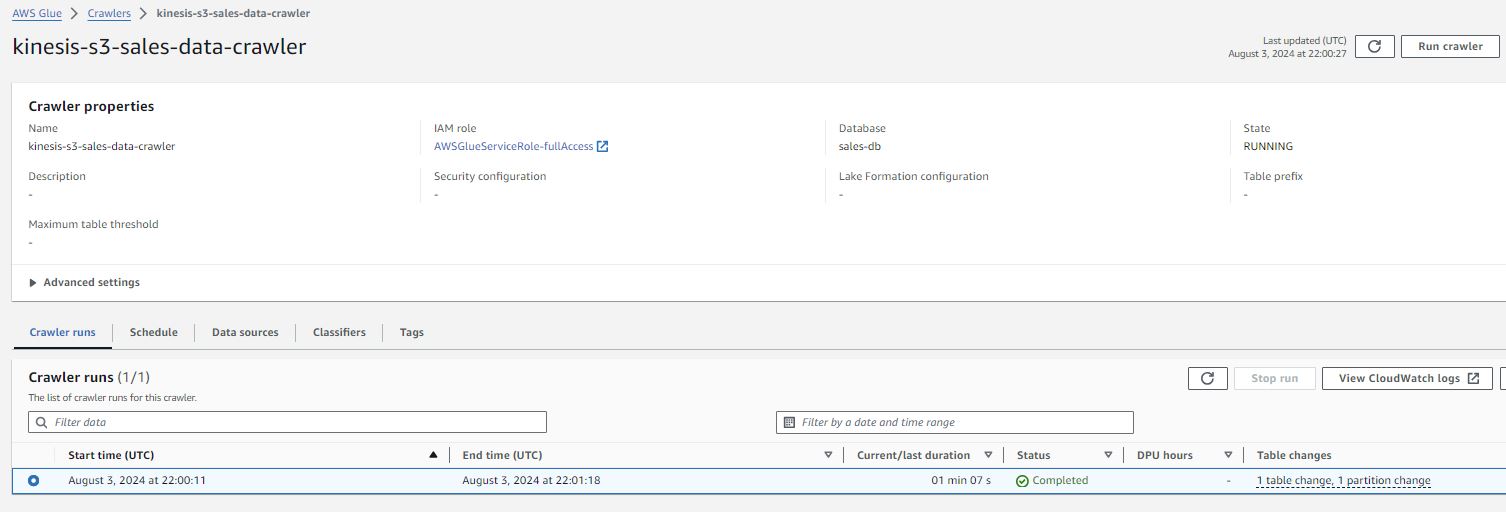 AWS Glue > Crawlers > kinesis-s3-sales-data-crawler
kinesis-s3-sales-data-crawler
Last updated (UTC)
August 3, 2024 at 22:00:27
Run crawler
Crawler properties
Name
kinesis-s3-sales-data-crawler
IAM role
AWSGlueServiceRole-fullAccess
Database
sales-db
State
RUNNING
Description
-
Security configuration
-
Lake Formation configuration
-
Table prefix
-
Maximum table threshold
-
Advanced settings
Crawler runs
Schedule
Data sources
Classifiers
Tags
Crawler runs (1/1)
The list of crawler runs for this crawler.
Stop run
View CloudWatch logs
Filter data
Filter by a date and time range
Start time (UTC)
End time (UTC)
Current/last duration
Status
DPU hours
Table changes
August 3, 2024 at 22:00:11
August 3, 2024 at 22:01:18
01 min 07 s
Completed
-
1 table change, 1 partition change